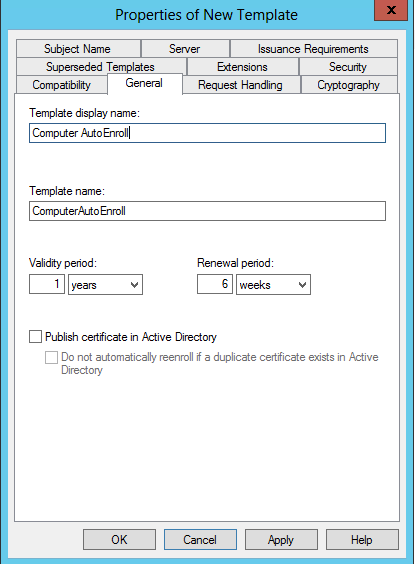 Properties of New Template
x
Subject Name Server Issuance Requirements
Superseded Templates Extensions Security
Compatibility General Request Handling Cryptography
Template display name:
Computer AutoEnroll
Template name:
ComputerAutoEnroll
Validity period: Renewal period:
1 years 6 weeks
Publish certificate in Active Directory
Do not automatically reenroll if a duplicate certificate exists in Active
Directory
OK Cancel Apply Help